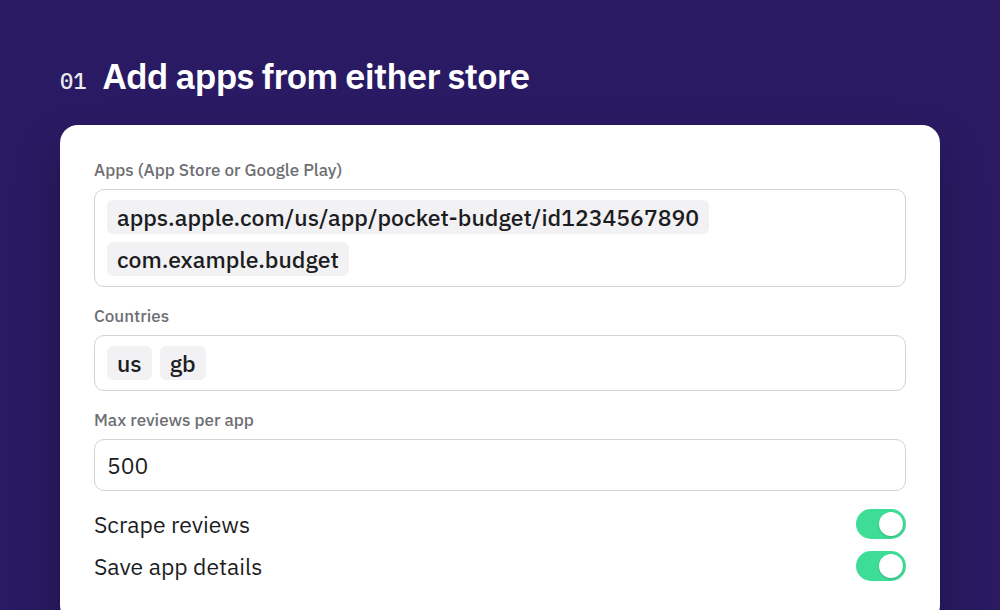 01 Add apps from either store
Apps (App Store or Google Play)
apps.apple.com/us/app/pocket-budget/id1234567890
com.example.budget
Countries
us gb
Max reviews per app
500
Scrape reviews
Save app details